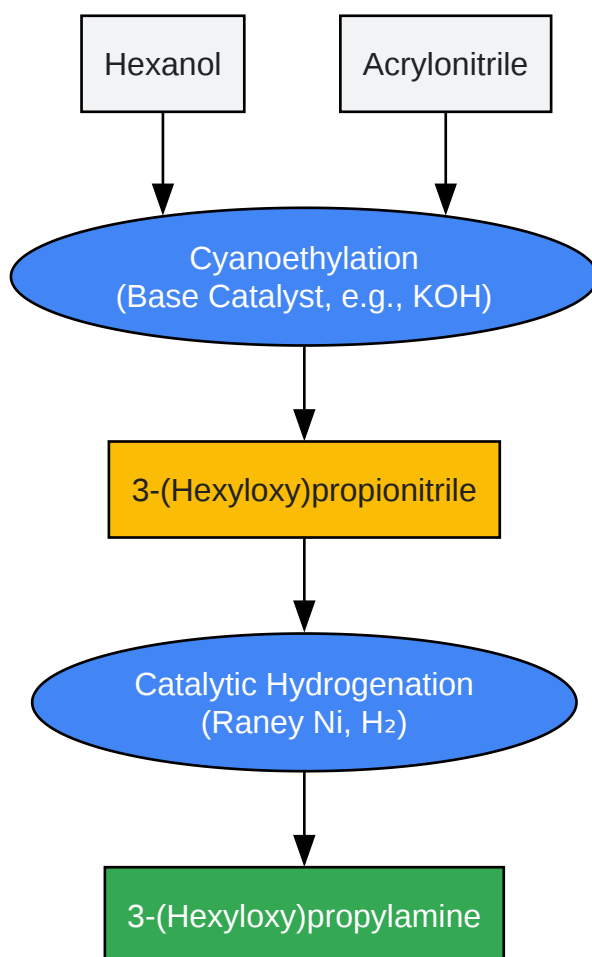 Hexanol
Acrylonitrile
Cyanoethylation
(Base Catalyst, e.g., KOH)
3-(Hexyloxy)propionitrile
Catalytic Hydrogenation
(Raney Ni, H₂)
3-(Hexyloxy)propylamine